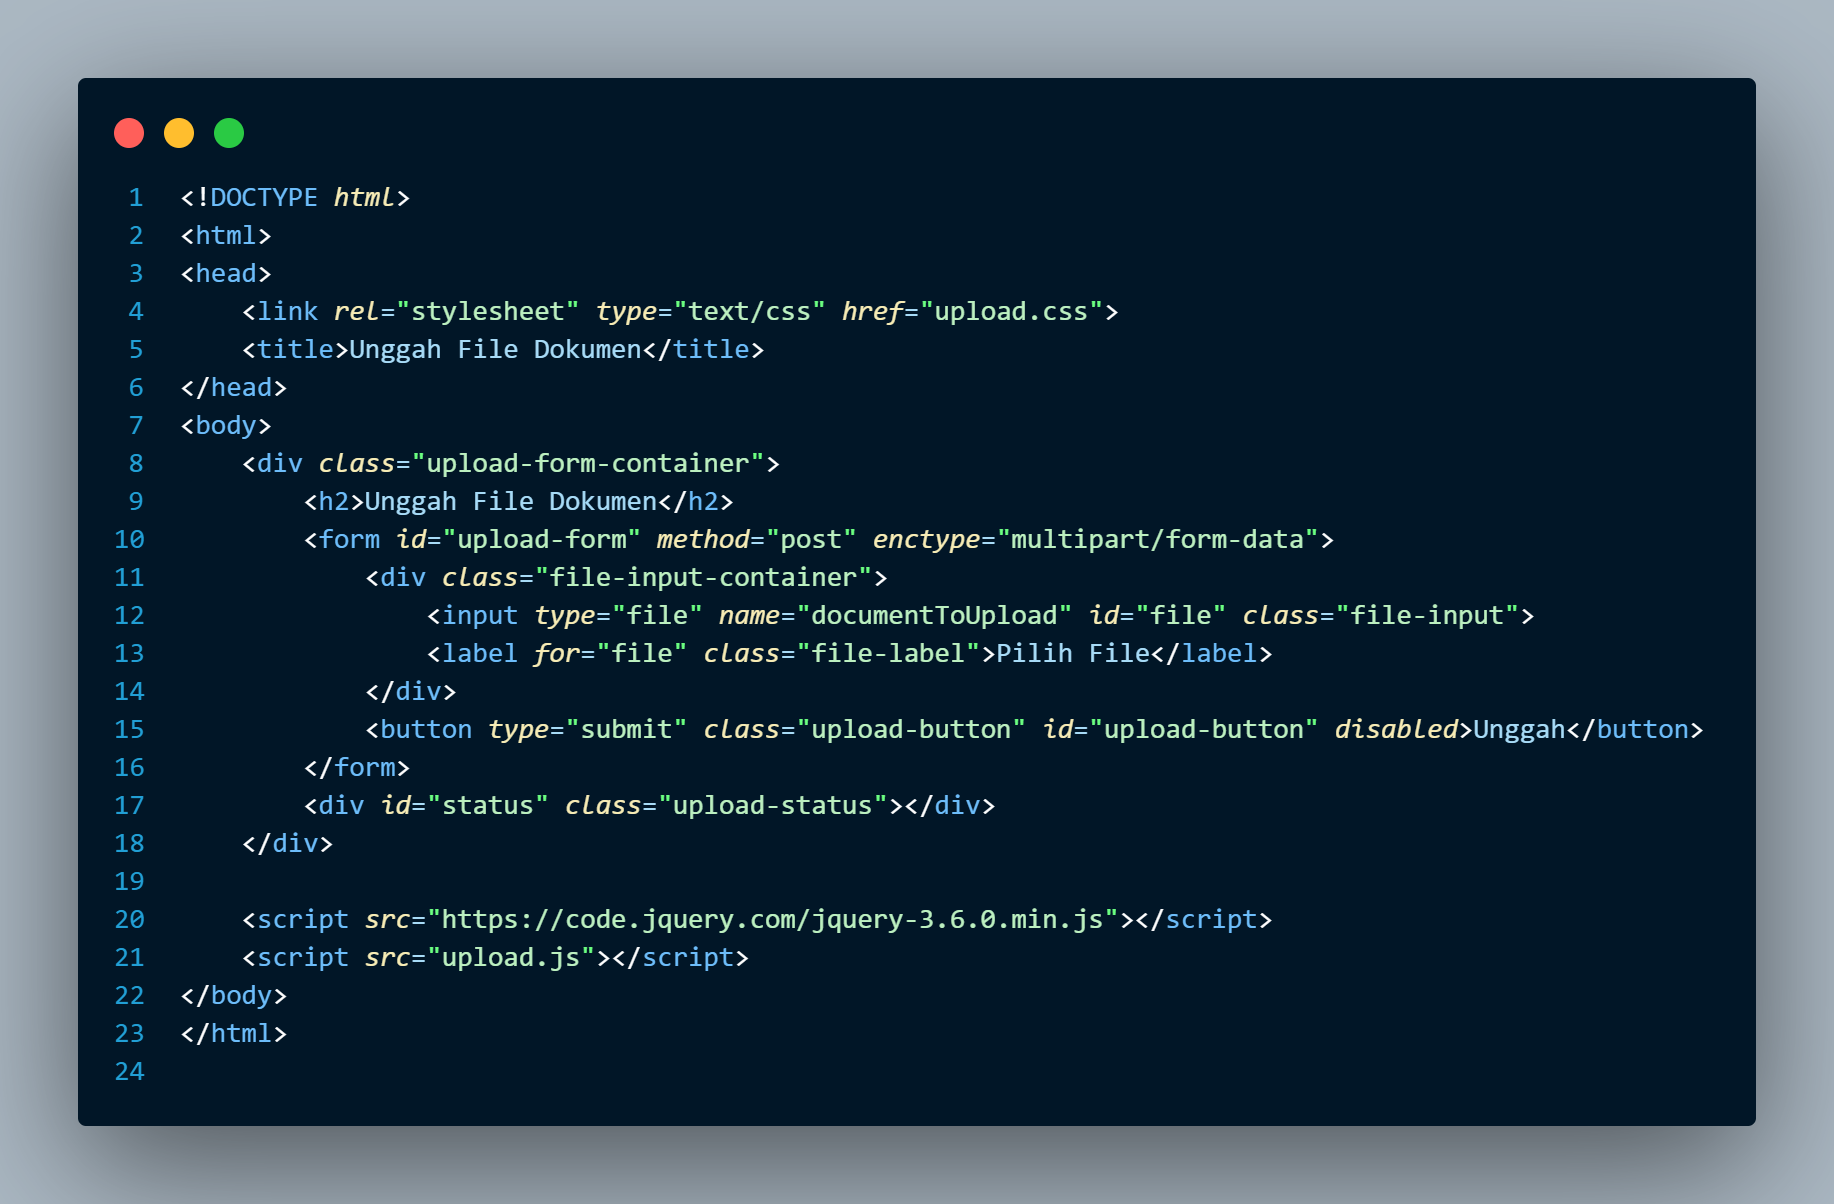 1 <!DOCTYPE html>
2 <html>
3 <head>
4     <link rel="stylesheet" type="text/css" href="upload.css">
5     <title>Unggah File Dokumen</title>
6 </head>
7 <body>
8     <div class="upload-form-container">
9         <h2>Unggah File Dokumen</h2>
10         <form id="upload-form" method="post" enctype="multipart/form-data">
11             <div class="file-input-container">
12                 <input type="file" name="documentToUpload" id="file" class="file-input">
13                 <label for="file" class="file-label">Pilih File</label>
14             </div>
15             <button type="submit" class="upload-button" id="upload-button" disabled>Unggah</button>
16         </form>
17         <div id="status" class="upload-status"></div>
18     </div>
19
20     <script src="https://code.jquery.com/jquery-3.6.0.min.js"></script>
21     <script src="upload.js"></script>
22 </body>
23 </html>
24